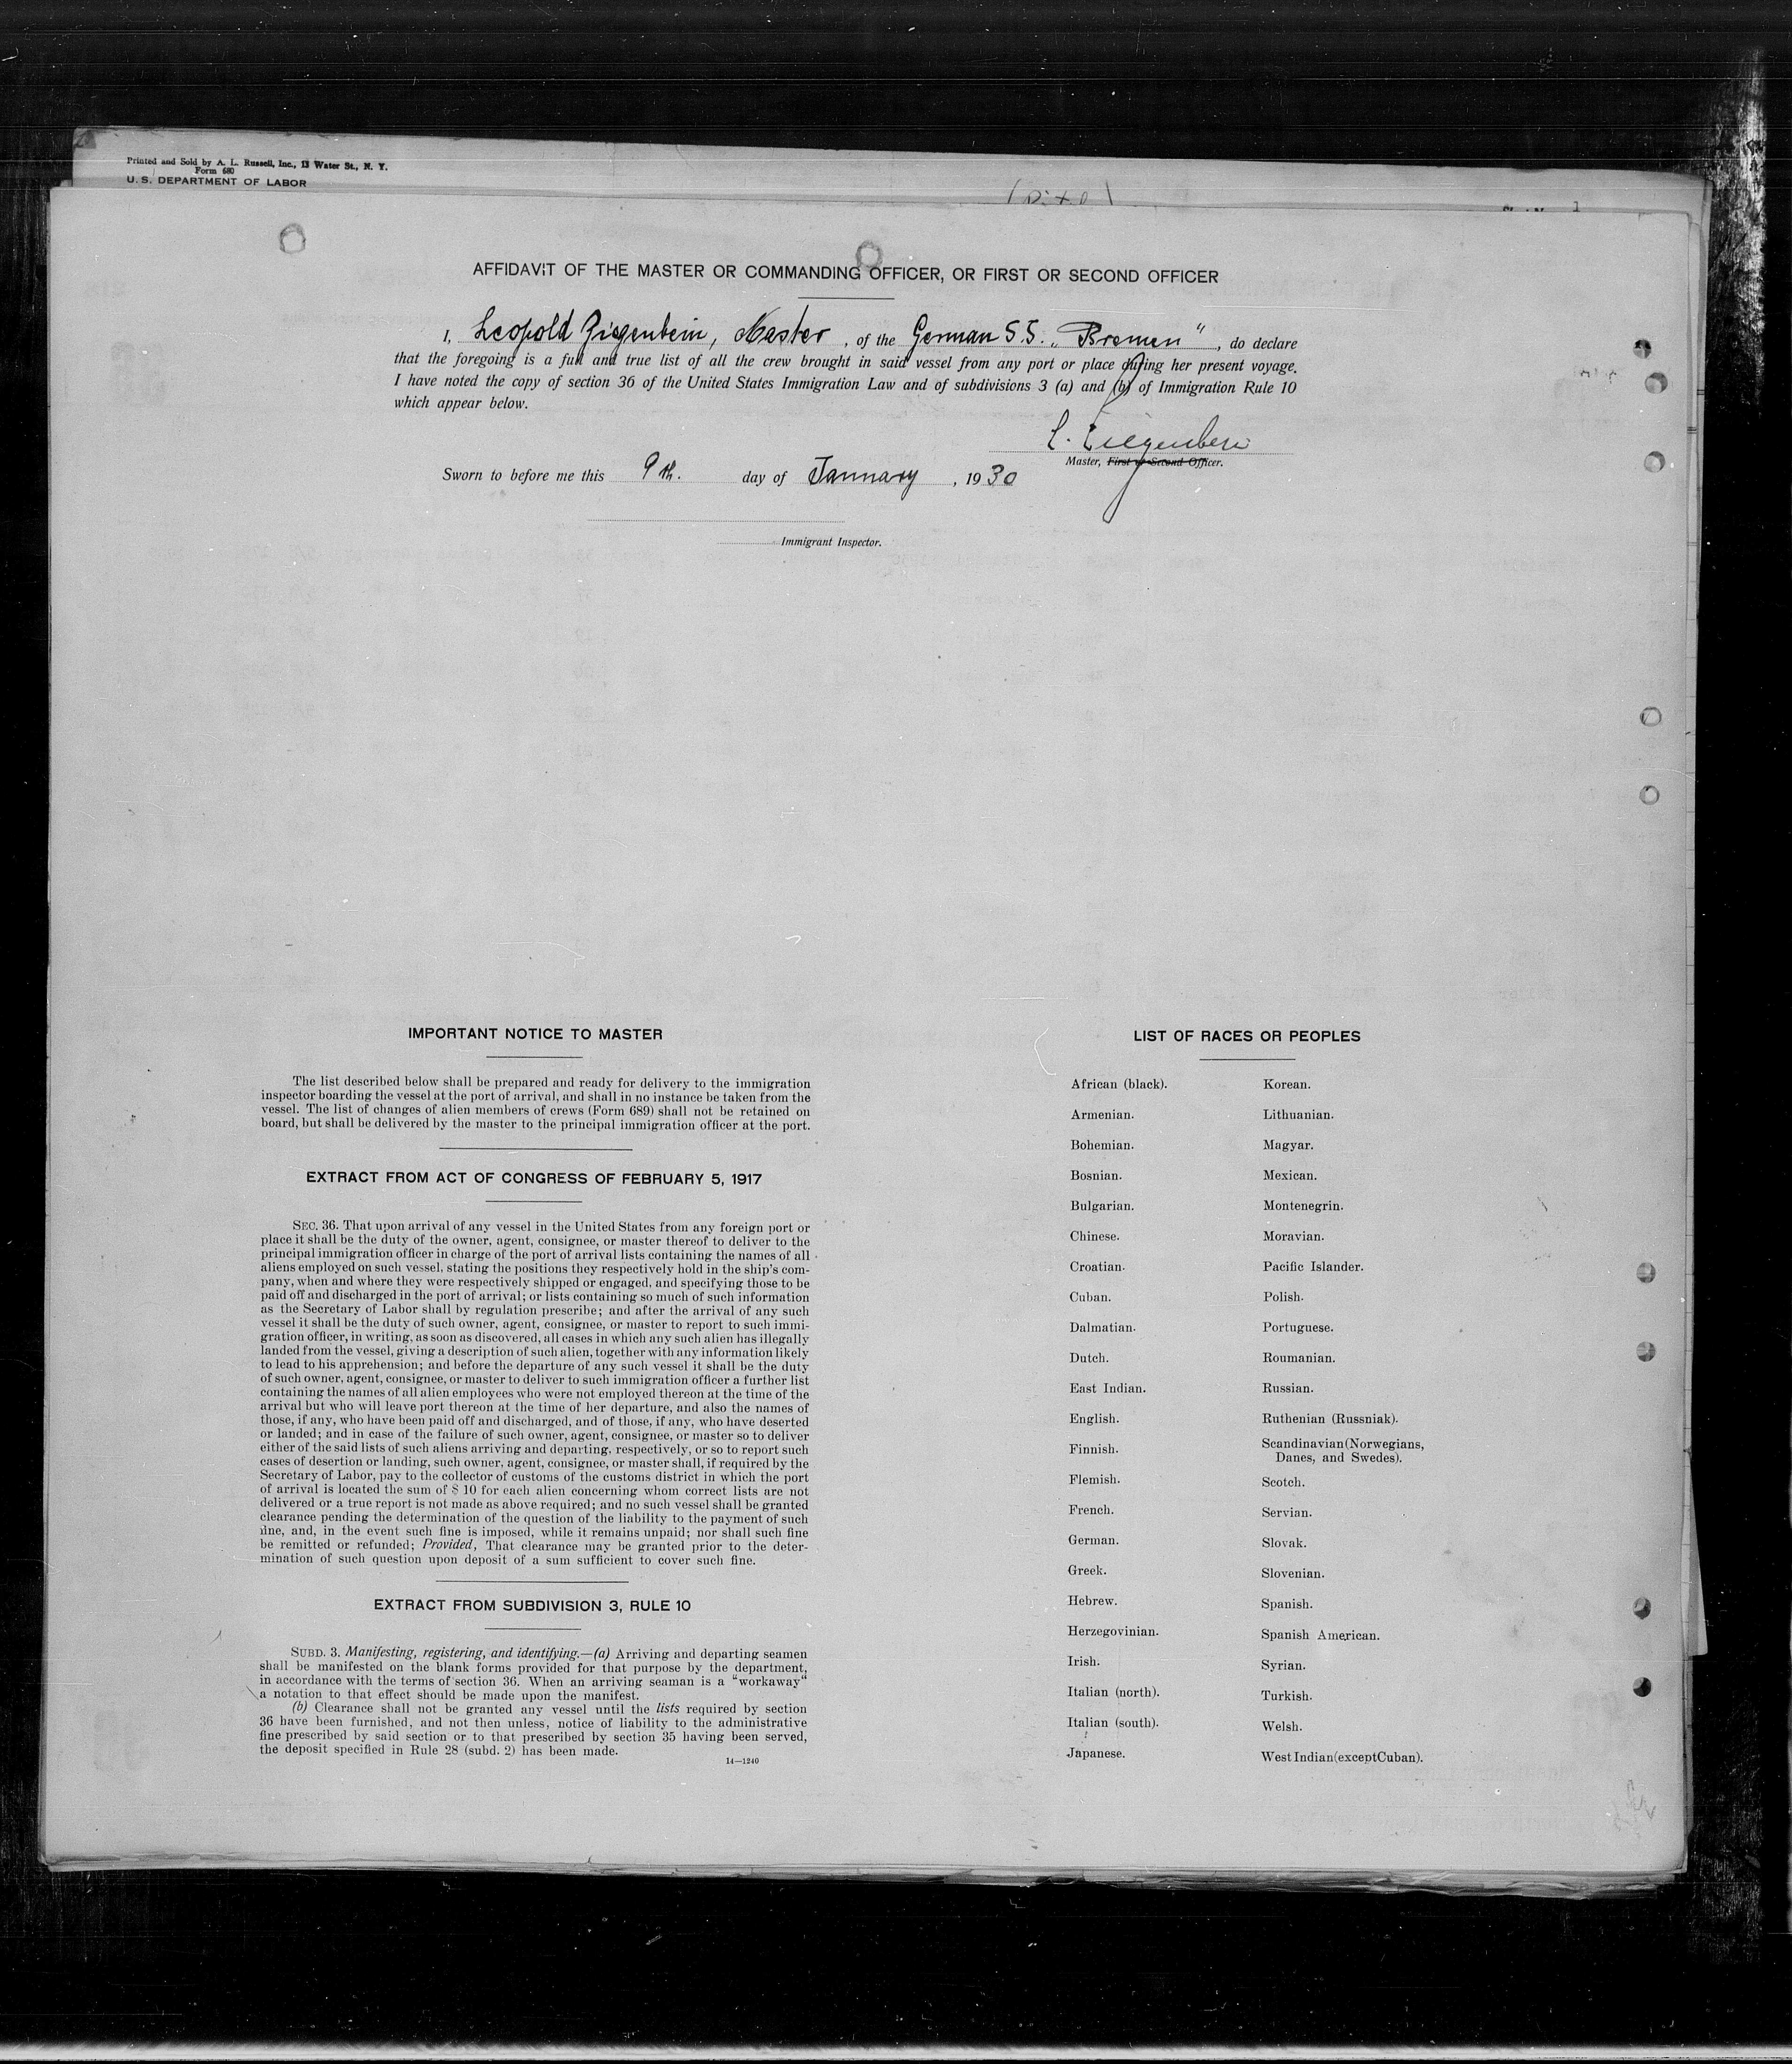 Printed and Sold by A. L. Russell, Inc., 13 Water St., N. Y.
Form 680
U. S. DEPARTMENT OF LABOR
AFFIDAVIT OF THE MASTER OR COMMANDING OFFICER, OR FIRST OR SECOND OFFICER
I, Leopold Ziegenbein, Master, of the German S.S. „Bremen“, do declare
that the foregoing is a full and true list of all the crew brought in said vessel from any port or place during her present voyage.
I have noted the copy of section 36 of the United States Immigration Law and of subdivisions 3 (a) and (b) of Immigration Rule 10
which appear below.
L. Ziegenbein
Master, First or Second Officer.
Sworn to before me this 9th. day of January, 1930
Immigrant Inspector.
IMPORTANT NOTICE TO MASTER
The list described below shall be prepared and ready for delivery to the immigration
inspector boarding the vessel at the port of arrival, and shall in no instance be taken from the
vessel. The list of changes of alien members of crews (Form 689) shall not be retained on
board, but shall be delivered by the master to the principal immigration officer at the port.
EXTRACT FROM ACT OF CONGRESS OF FEBRUARY 5, 1917
SEC. 36. That upon arrival of any vessel in the United States from any foreign port or
place it shall be the duty of the owner, agent, consignee, or master thereof to deliver to the
principal immigration officer in charge of the port of arrival lists containing the names of all
aliens employed on such vessel, stating the positions they respectively hold in the ship's com-
pany, when and where they were respectively shipped or engaged, and specifying those to be
paid off and discharged in the port of arrival; or lists containing so much of such information
as the Secretary of Labor shall by regulation prescribe; and after the arrival of any such
vessel it shall be the duty of such owner, agent, consignee, or master to report to such immi-
gration officer, in writing, as soon as discovered, all cases in which any such alien has illegally
landed from the vessel, giving a description of such alien, together with any information likely
to lead to his apprehension; and before the departure of any such vessel it shall be the duty
of such owner, agent, consignee, or master to deliver to such immigration officer a further list
containing the names of all alien employees who were not employed thereon at the time of the
arrival but who will leave port thereon at the time of her departure, and also the names of
those, if any, who have been paid off and discharged, and of those, if any, who have deserted
or landed; and in case of the failure of such owner, agent, consignee, or master so to deliver
either of the said lists of such aliens arriving and departing, respectively, or so to report such
cases of desertion or landing, such owner, agent, consignee, or master shall, if required by the
Secretary of Labor, pay to the collector of customs of the customs district in which the port
of arrival is located the sum of $ 10 for each alien concerning whom correct lists are not
delivered or a true report is not made as above required; and no such vessel shall be granted
clearance pending the determination of the question of the liability to the payment of such
fine, and, in the event such fine is imposed, while it remains unpaid; nor shall such fine
be remitted or refunded; Provided, That clearance may be granted prior to the deter-
mination of such question upon deposit of a sum sufficient to cover such fine.
EXTRACT FROM SUBDIVISION 3, RULE 10
SUBD. 3. Manifesting, registering, and identifying.—(a) Arriving and departing seamen
shall be manifested on the blank forms provided for that purpose by the department,
in accordance with the terms of section 36. When an arriving seaman is a “workaway“
a notation to that effect should be made upon the manifest.
(b) Clearance shall not be granted any vessel until the lists required by section
36 have been furnished, and not then unless, notice of liability to the administrative
fine prescribed by said section or to that prescribed by section 35 having been served,
the deposit specified in Rule 28 (subd. 2) has been made.
14—1240
LIST OF RACES OR PEOPLES
African (black).
Armenian.
Bohemian.
Bosnian.
Bulgarian.
Chinese.
Croatian.
Cuban.
Dalmatian.
Dutch.
East Indian.
English.
Finnish.
Flemish.
French.
German.
Greek.
Hebrew.
Herzegovinian.
Irish.
Italian (north).
Italian (south).
Japanese.
Korean.
Lithuanian.
Magyar.
Mexican.
Montenegrin.
Moravian.
Pacific Islander.
Polish.
Portuguese.
Roumanian.
Russian.
Ruthenian (Russniak).
Scandinavian (Norwegians,
Danes, and Swedes).
Scotch.
Servian.
Slovak.
Slovenian.
Spanish.
Spanish American.
Syrian.
Turkish.
Welsh.
West Indian (except Cuban).